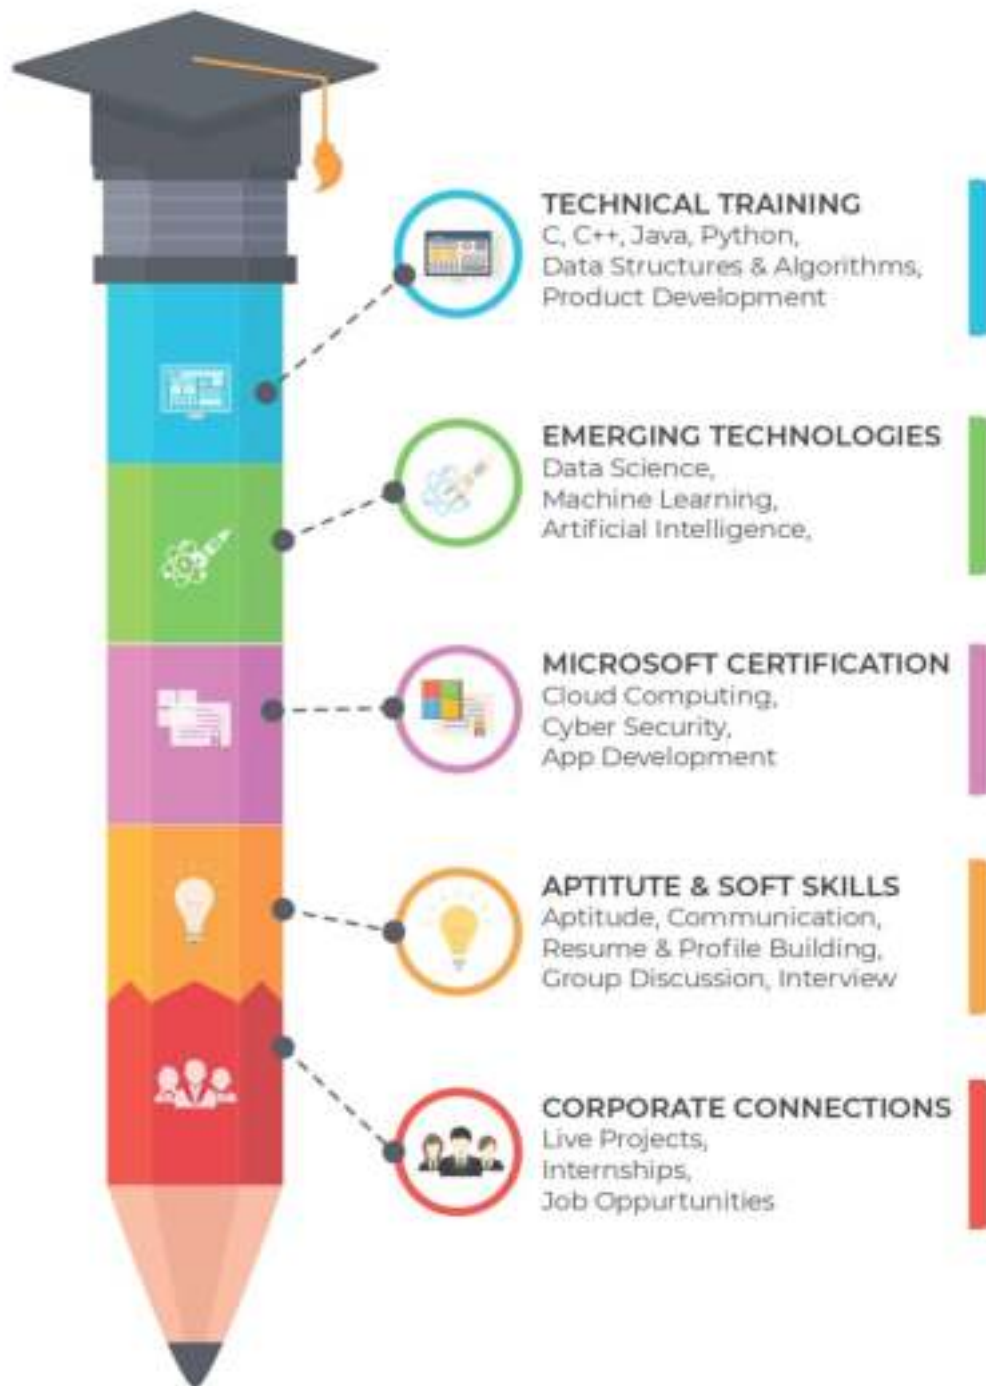 TECHNICAL TRAINING
C, C++, Java, Python,
Data Structures & Algorithms,
Product Development
EMERGING TECHNOLOGIES
Data Science,
Machine Learning,
Artificial Intelligence,
MICROSOFT CERTIFICATION
Cloud Computing,
Cyber Security,
App Development
APTITUTE & SOFT SKILLS
Aptitude, Communication,
Resume & Profile Building,
Group Discussion, Interview
CORPORATE CONNECTIONS
Live Projects,
Internships,
Job Oppurtunities